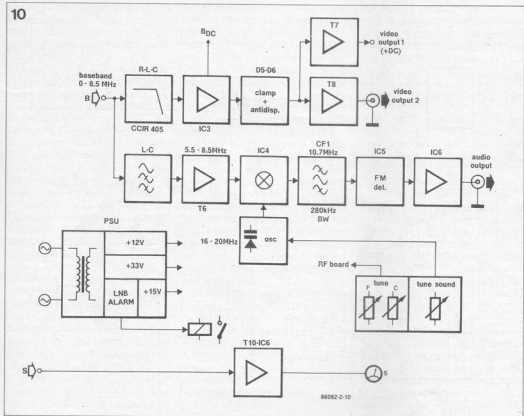 10
T7
video
output 1
(+DC)
BDC
baseband
0 - 8.5 MHz
B
R-L-C
CCIR 405
IC3
D5-D6
clamp
+
antidisp.
T8
video
output 2
L-C
5.5 - 8.5MHz
T6
IC4
CF1
10.7MHz
280kHz
BW
IC5
FM
det.
IC6
audio
output
PSU
+12V
+33V
LNB
ALARM
+15V
16 - 20MHz
osc
RF board
tune
F
C
tune sound
S
T10-IC6
S
86082-2-10